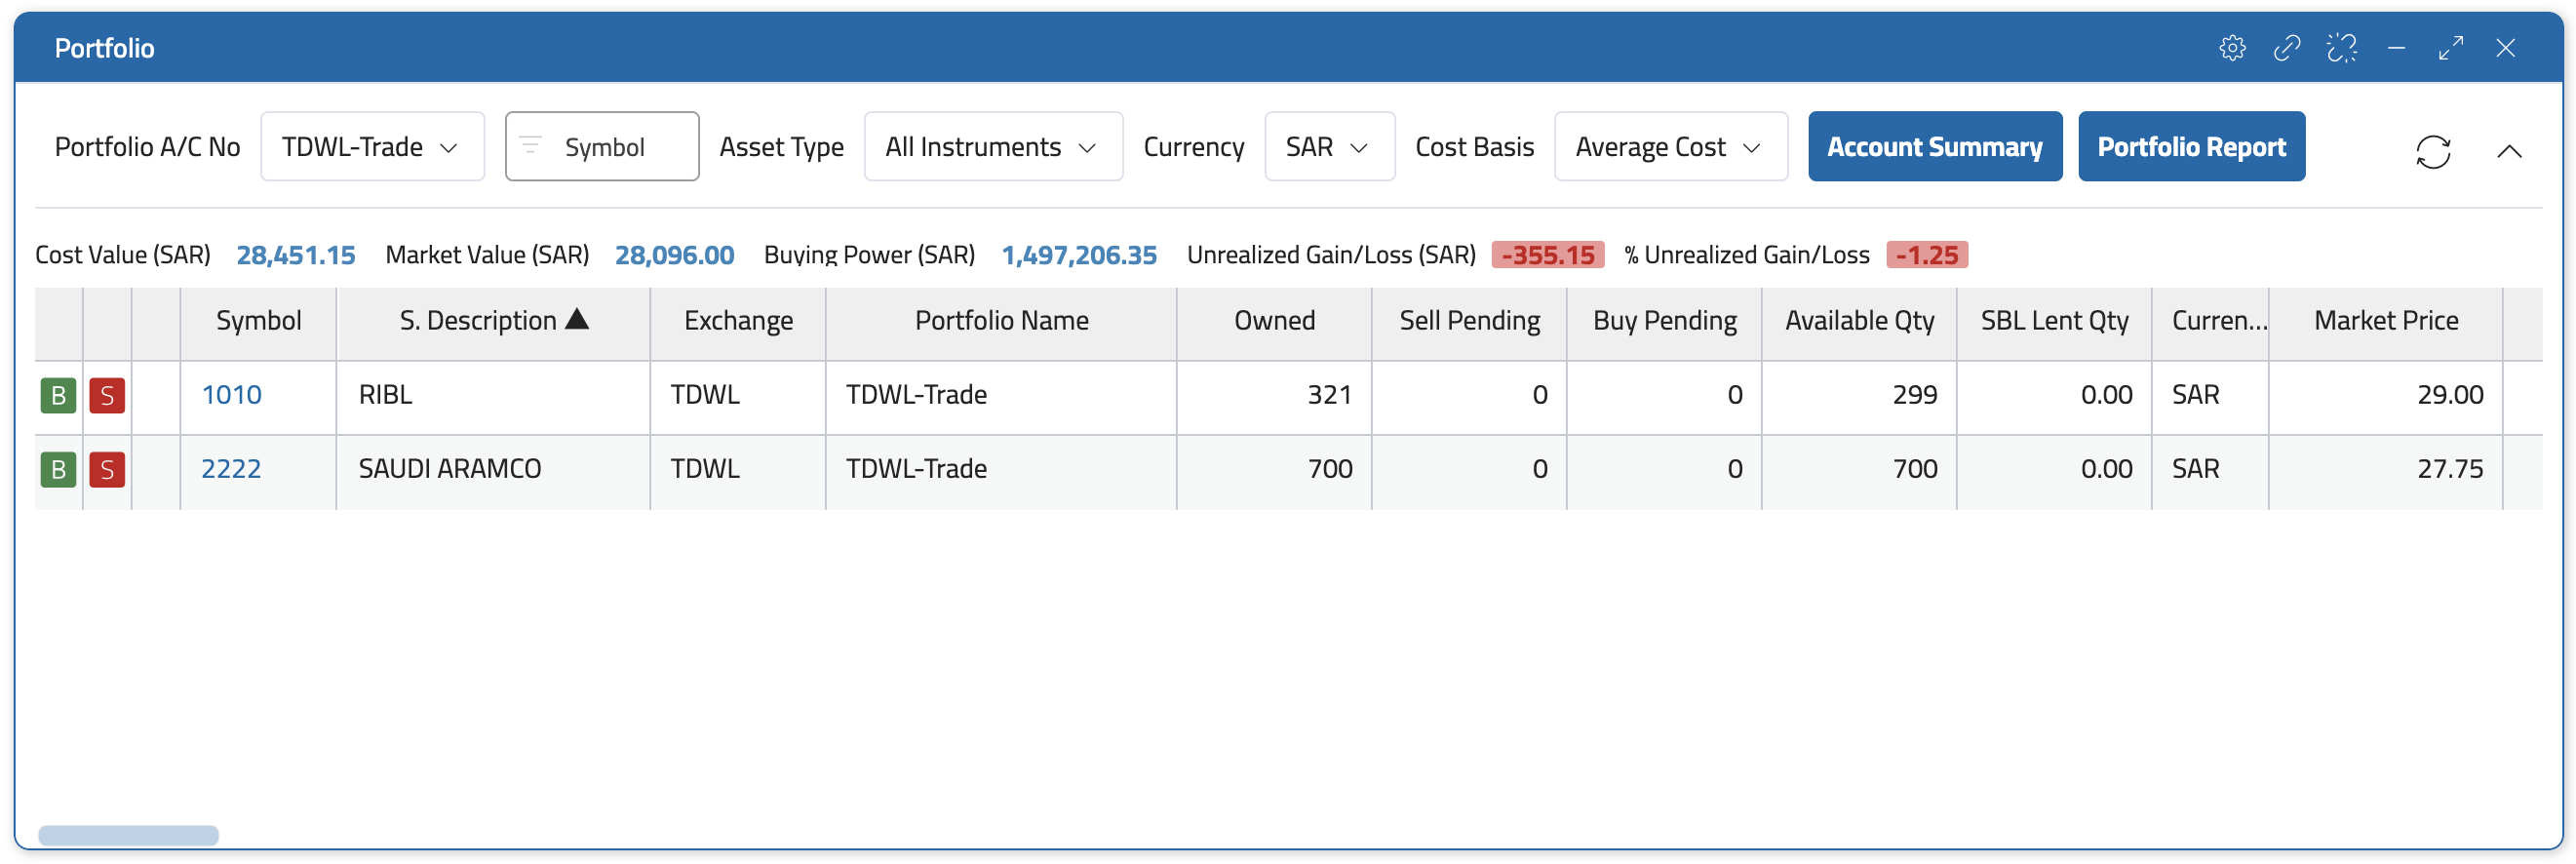 Portfolio
Portfolio A/C No TDWL-Trade Symbol Asset Type All Instruments Currency SAR Cost Basis Average Cost Account Summary Portfolio Report
Cost Value (SAR) 28,451.15 Market Value (SAR) 28,096.00 Buying Power (SAR) 1,497,206.35 Unrealized Gain/Loss (SAR) -355.15 % Unrealized Gain/Loss -1.25
Symbol S. Description ▲ Exchange Portfolio Name Owned Sell Pending Buy Pending Available Qty SBL Lent Qty Curren... Market Price
B S 1010 RIBL TDWL TDWL-Trade 321 0 0 299 0.00 SAR 29.00
B S 2222 SAUDI ARAMCO TDWL TDWL-Trade 700 0 0 700 0.00 SAR 27.75